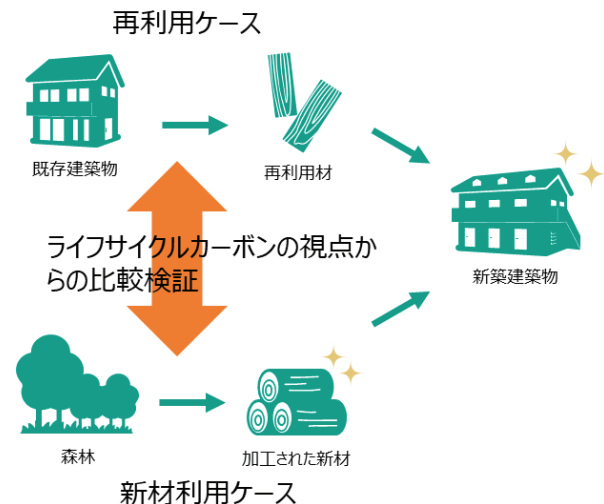 再利用ケース
既存建築物
再利用材
ライフサイクルカーボンの視点か
らの比較検証
新築建築物
森林
加工された新材
新材利用ケース